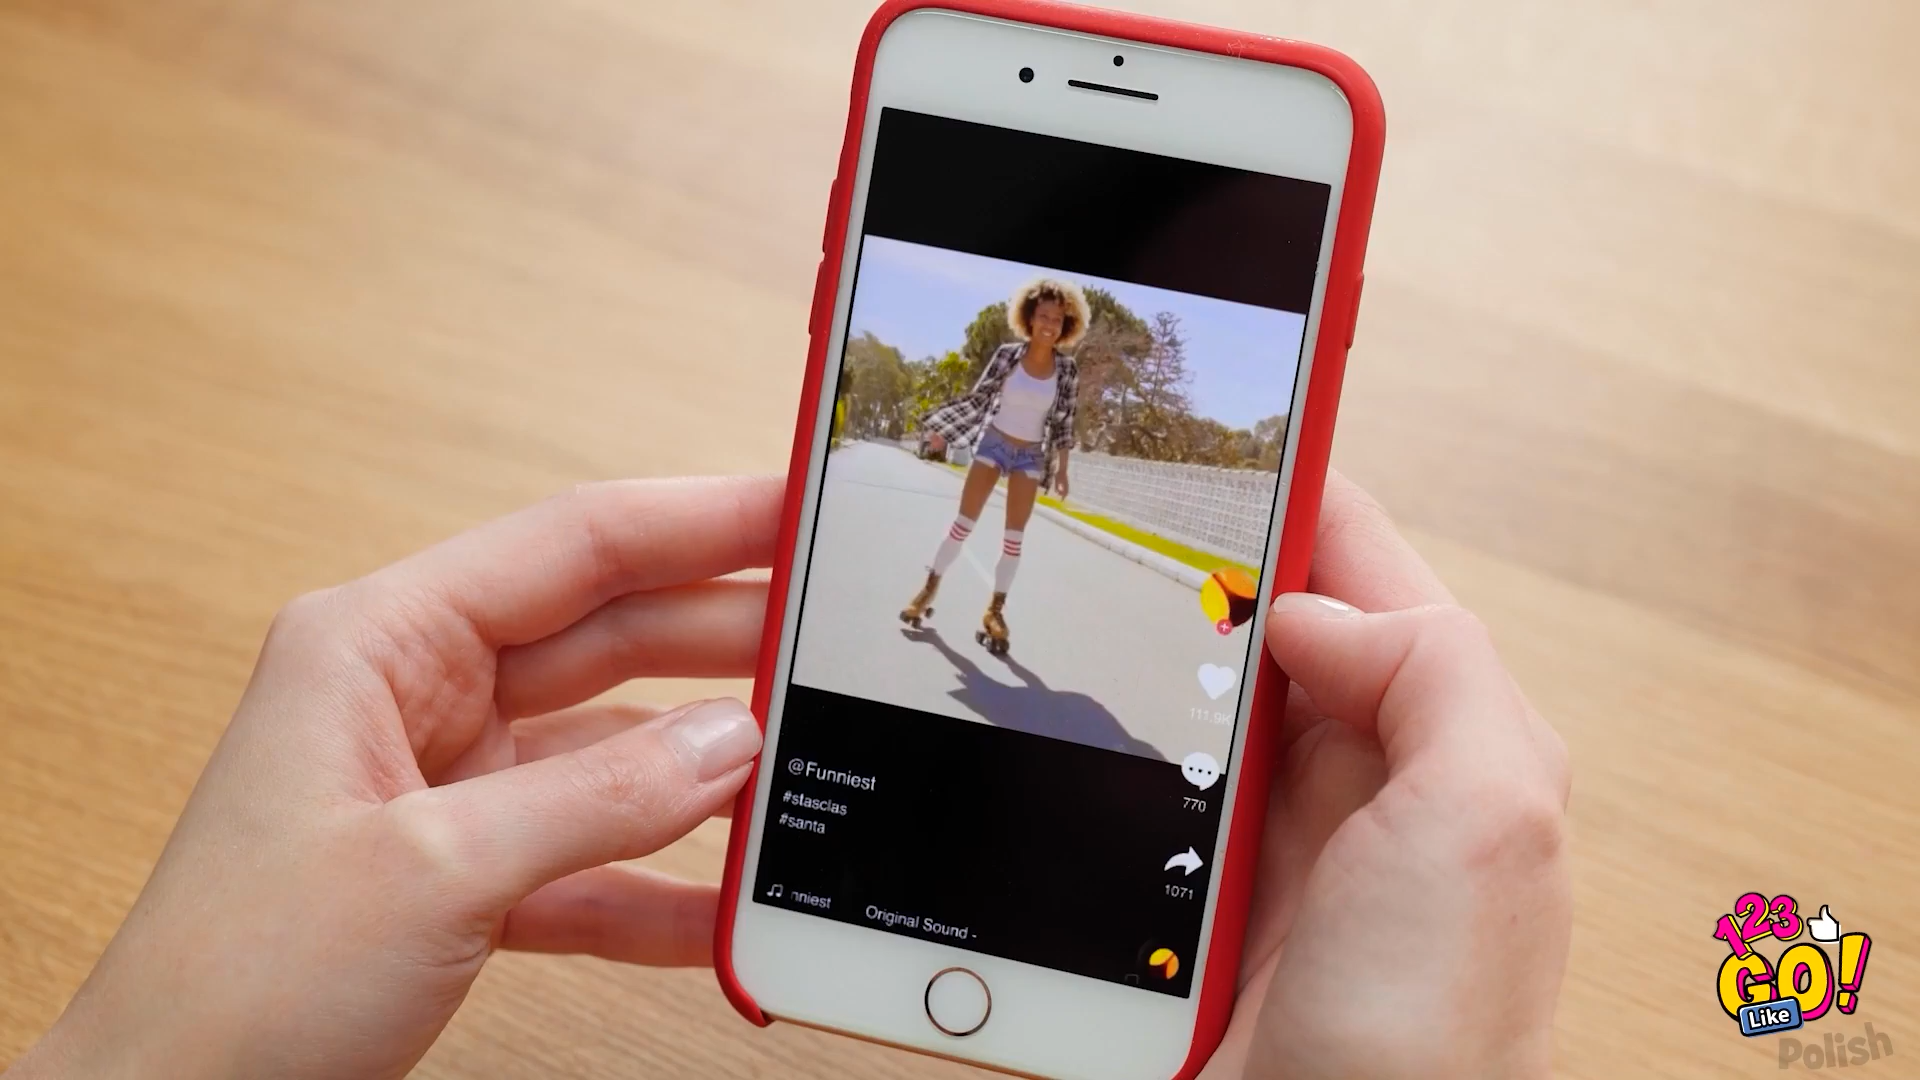 111.9K
@Funniest
770
#stasclas
#santa
1071
nniest Original Sound -
123
GO!
Like
Polish